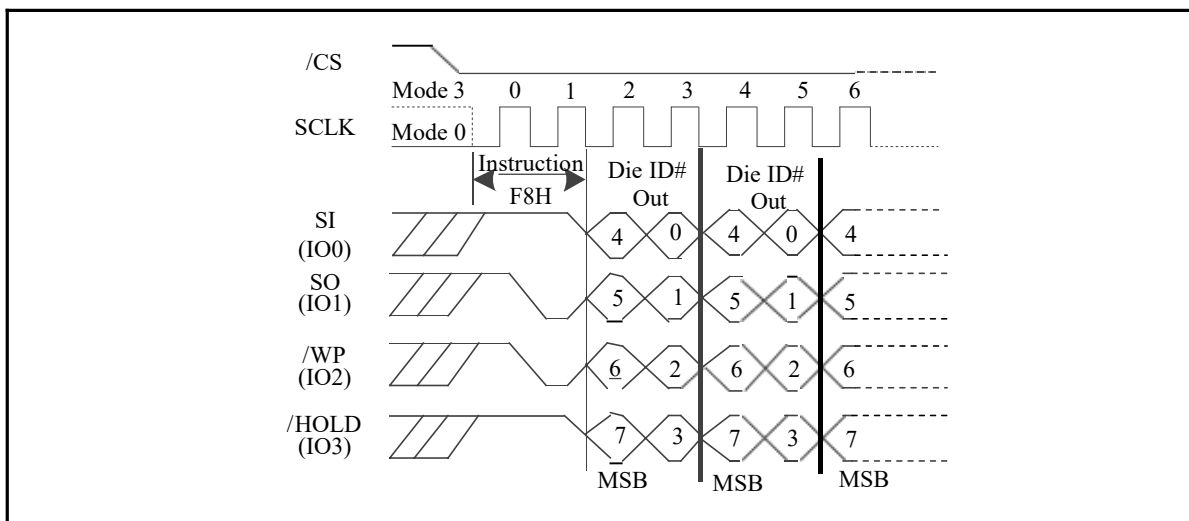 /CS
Mode 3 0 1 2 3 4 5 6
SCLK Mode 0
Instruction Die ID# Die ID#
F8H Out Out
SI 4 0 4 0 4
(IO0)
SO 5 1 5 1 5
(IO1)
/WP 6 2 6 2 6
(IO2)
/HOLD 7 3 7 3 7
(IO3)
MSB MSB MSB